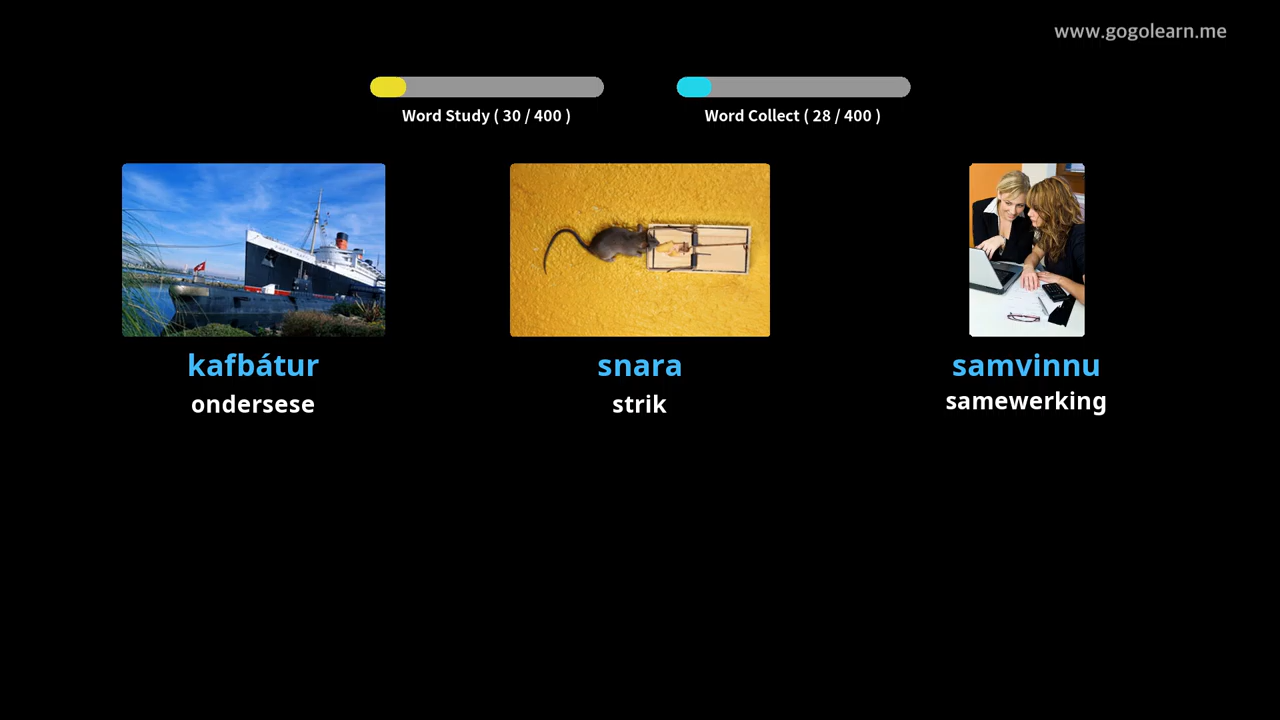 www.gogolearn.me
Word Study ( 30 / 400 )
Word Collect ( 28 / 400 )
kafbátur
snara
samvinnu
ondersese
strik
samewerking